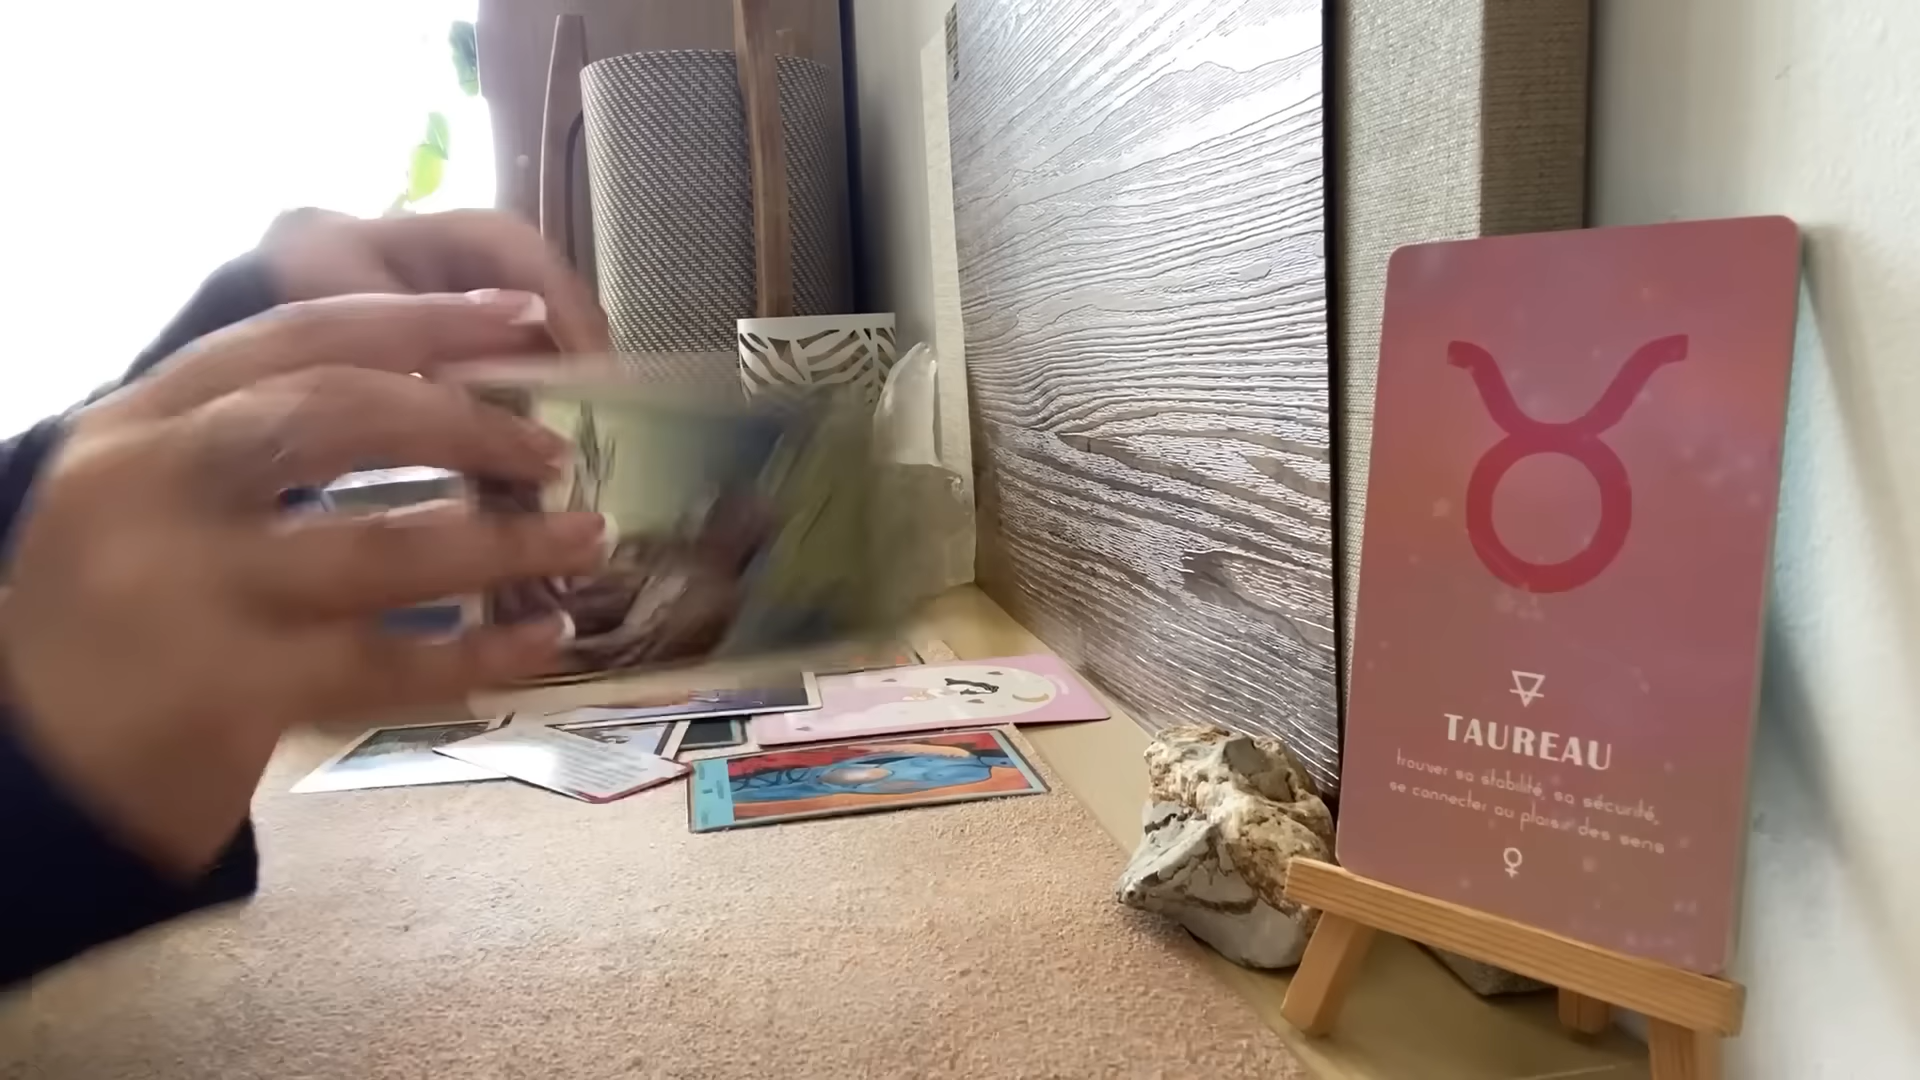 TAUREAU
trouver sa stabilité, sa sécurité,
se connecter au plaisir des sens